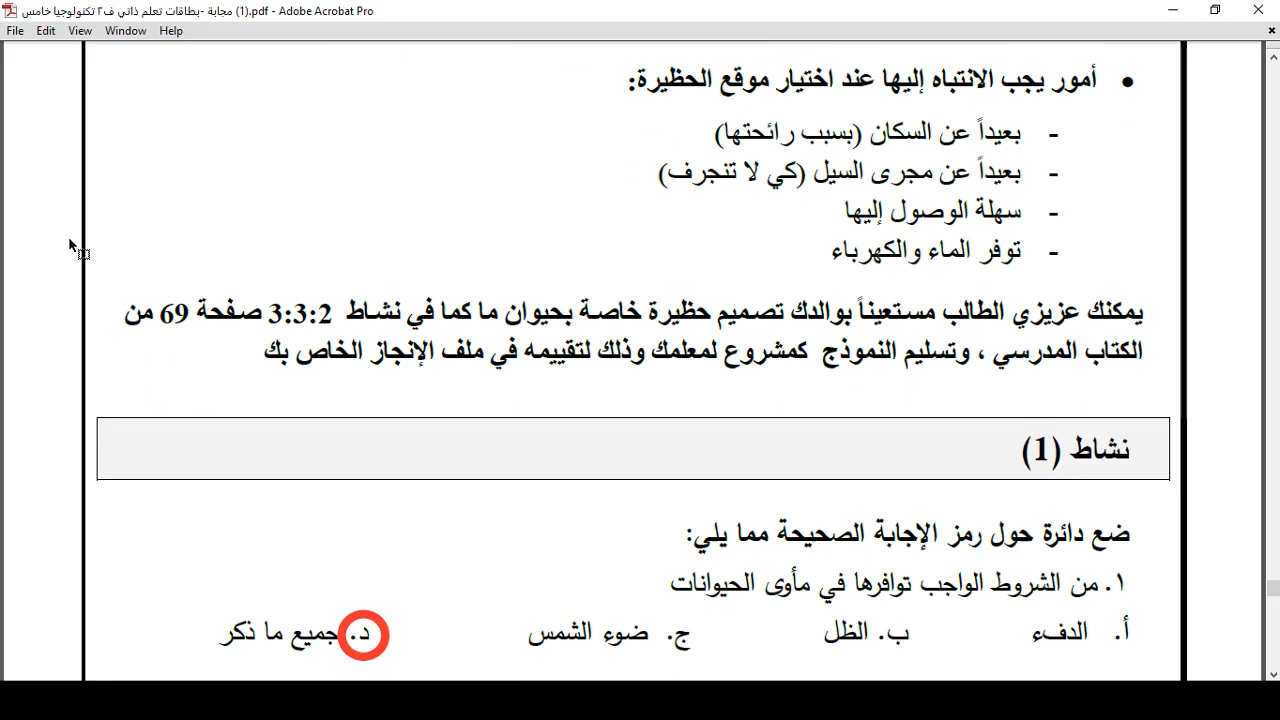 مجابة -بطاقات تعلم ذاتي ف٢ تكنولوجيا خامس (1).pdf - Adobe Acrobat Pro
File Edit View Window Help
• أمور يجب الانتباه إليها عند اختيار موقع الحظيرة:
- بعيداً عن السكان (بسبب رائحتها)
- بعيداً عن مجرى السيل (كي لا تنجرف)
- سهلة الوصول إليها
- توفر الماء والكهرباء
يمكنك عزيزي الطالب مستعيناً بوالدك تصميم حظيرة خاصة بحيوان ما كما في نشاط 3:3:2 صفحة 69 من
الكتاب المدرسي ، وتسليم النموذج كمشروع لمعلمك وذلك لتقييمه في ملف الإنجاز الخاص بك
نشاط (1)
ضع دائرة حول رمز الإجابة الصحيحة مما يلي:
١. من الشروط الواجب توافرها في مأوى الحيوانات
أ. الدفء ب. الظل ج. ضوء الشمس د. جميع ما ذكر